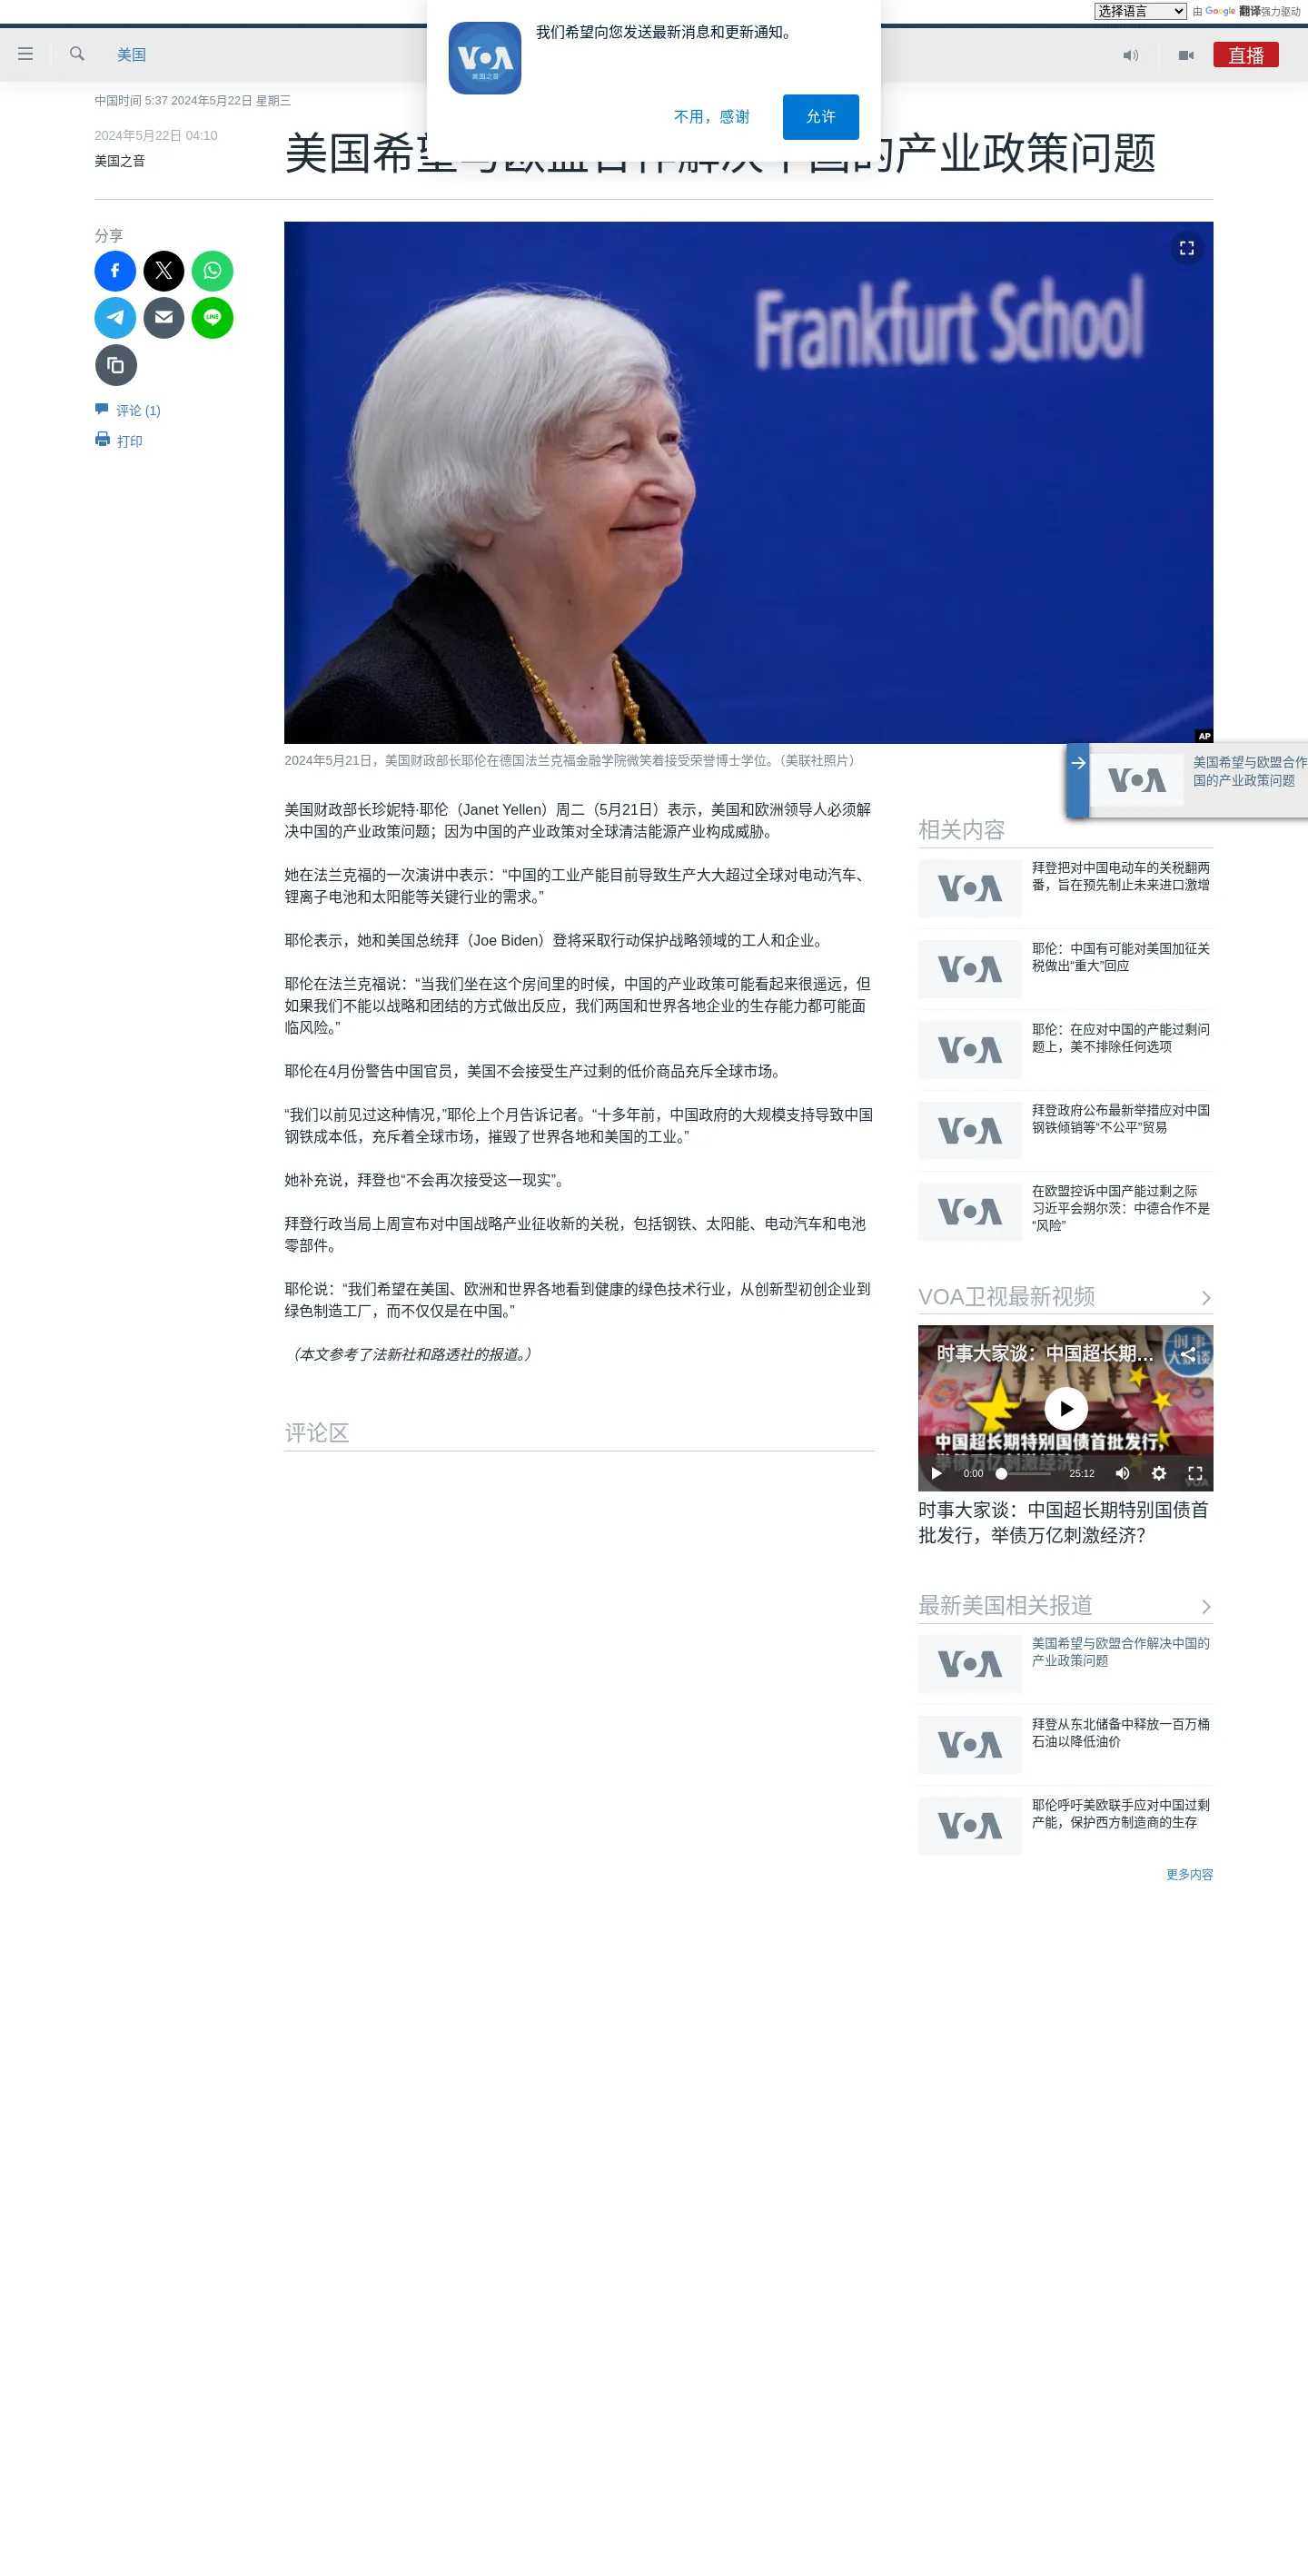 选择语言
由 Google 翻译强力驱动
我们希望向您发送最新消息和更新通知。
VOA
美国之音
不用，感谢
允许
美国
直播
中国时间 5:37 2024年5月22日 星期三
2024年5月22日 04:10
美国之音
美国希望与欧盟合作解决中国的产业政策问题
分享
LINE
评论 (1)
打印
Frankfurt School
AP
2024年5月21日，美国财政部长耶伦在德国法兰克福金融学院微笑着接受荣誉博士学位。（美联社照片）
VOA
美国希望与欧盟合作
国的产业政策问题
美国财政部长珍妮特·耶伦（Janet Yellen）周二（5月21日）表示，美国和欧洲领导人必须解
决中国的产业政策问题；因为中国的产业政策对全球清洁能源产业构成威胁。
她在法兰克福的一次演讲中表示：“中国的工业产能目前导致生产大大超过全球对电动汽车、
锂离子电池和太阳能等关键行业的需求。”
耶伦表示，她和美国总统拜（Joe Biden）登将采取行动保护战略领域的工人和企业。
耶伦在法兰克福说：“当我们坐在这个房间里的时候，中国的产业政策可能看起来很遥远，但
如果我们不能以战略和团结的方式做出反应，我们两国和世界各地企业的生存能力都可能面
临风险。”
耶伦在4月份警告中国官员，美国不会接受生产过剩的低价商品充斥全球市场。
“我们以前见过这种情况，”耶伦上个月告诉记者。“十多年前，中国政府的大规模支持导致中国
钢铁成本低，充斥着全球市场，摧毁了世界各地和美国的工业。”
她补充说，拜登也“不会再次接受这一现实”。
拜登行政当局上周宣布对中国战略产业征收新的关税，包括钢铁、太阳能、电动汽车和电池
零部件。
耶伦说：“我们希望在美国、欧洲和世界各地看到健康的绿色技术行业，从创新型初创企业到
绿色制造工厂，而不仅仅是在中国。”
（本文参考了法新社和路透社的报道。）
评论区
相关内容
VOA
拜登把对中国电动车的关税翻两
番，旨在预先制止未来进口激增
VOA
耶伦：中国有可能对美国加征关
税做出“重大”回应
VOA
耶伦：在应对中国的产能过剩问
题上，美不排除任何选项
VOA
拜登政府公布最新举措应对中国
钢铁倾销等“不公平”贸易
VOA
在欧盟控诉中国产能过剩之际
习近平会朔尔茨：中德合作不是
“风险”
VOA卫视最新视频
时事大家谈：中国超长期...
时事
大家谈
中国超长期特别国债首批发行，
举债万亿刺激经济？
0:00
25:12
VOA
时事大家谈：中国超长期特别国债首
批发行，举债万亿刺激经济？
最新美国相关报道
VOA
美国希望与欧盟合作解决中国的
产业政策问题
VOA
拜登从东北储备中释放一百万桶
石油以降低油价
VOA
耶伦呼吁美欧联手应对中国过剩
产能，保护西方制造商的生存
更多内容